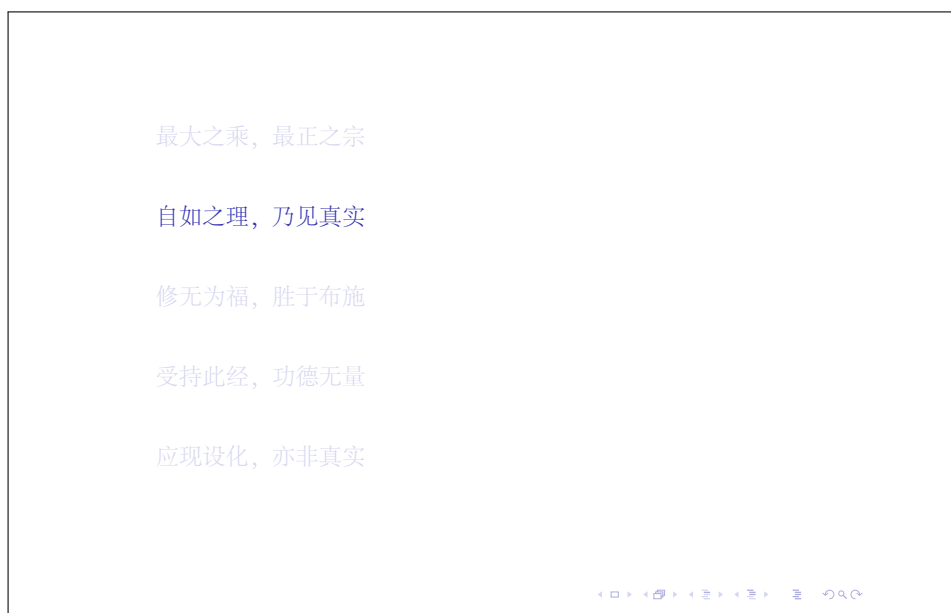 最大之乘，最正之宗
自如之理，乃见真实
修无为福，胜于布施
受持此经，功德无量
应现设化，亦非真实